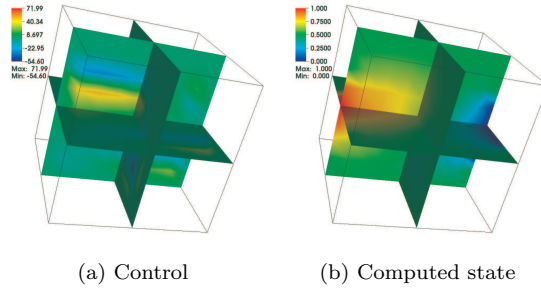 71.99
40.34
8.697
-22.95
-54.60
Max: 71.99
Min: -54.60
1.000
0.7500
0.5000
0.2500
0.000
Max: 1.000
Min: 0.000
(a) Control
(b) Computed state